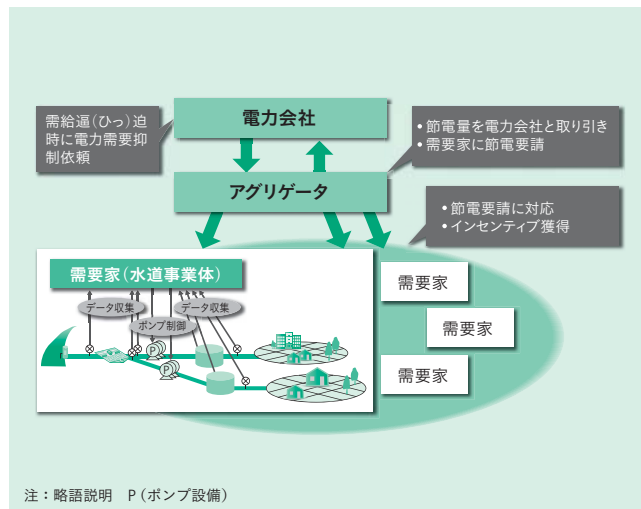 電力会社
需給逼(ひっ)迫
時に電力需要抑
制依頼
• 節電量を電力会社と取り引き
• 需要家に節電要請
アグリゲータ
• 節電要請に対応
• インセンティブ獲得
需要家(水道事業体)
データ収集
データ収集
ポンプ制御
P
P
需要家
需要家
需要家
注：略語説明 P(ポンプ設備)